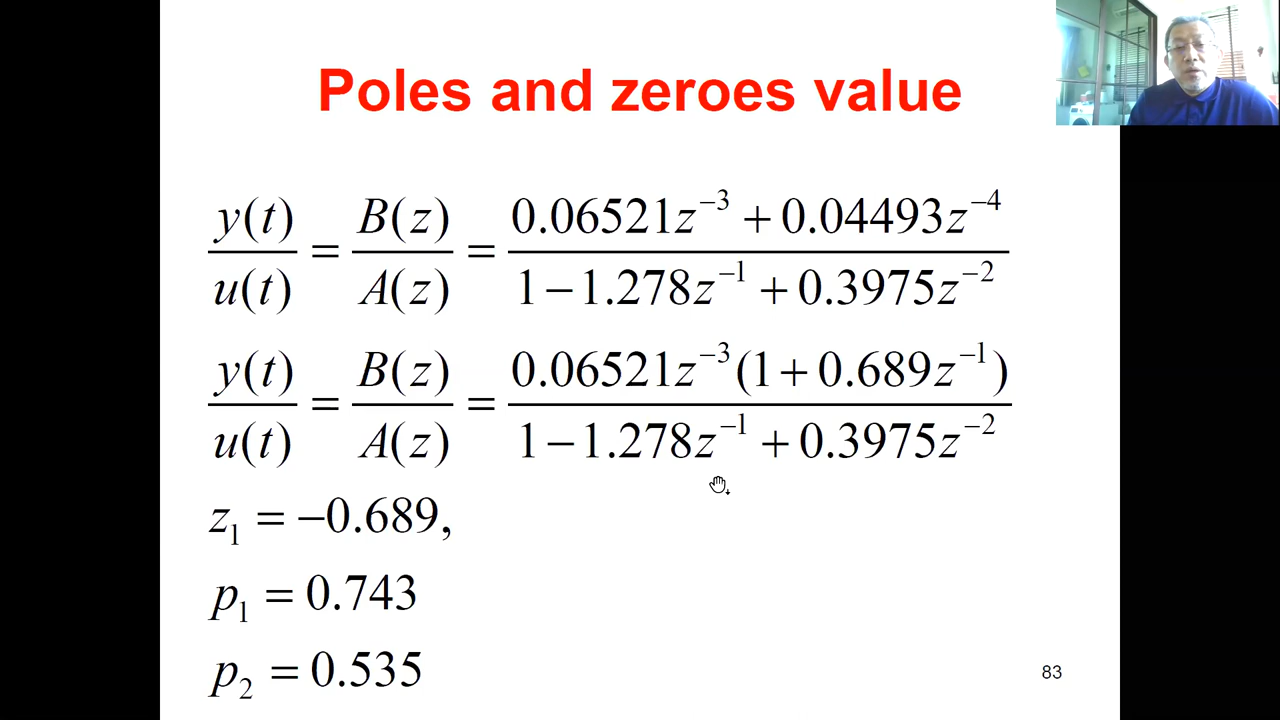 Poles and zeroes value
y(t)/u(t) = B(z)/A(z) = (0.06521z⁻³ + 0.04493z⁻⁴)/(1 − 1.278z⁻¹ + 0.3975z⁻²)
y(t)/u(t) = B(z)/A(z) = 0.06521z⁻³(1 + 0.689z⁻¹)/(1 − 1.278z⁻¹ + 0.3975z⁻²)
z₁ = −0.689,
p₁ = 0.743
p₂ = 0.535
83